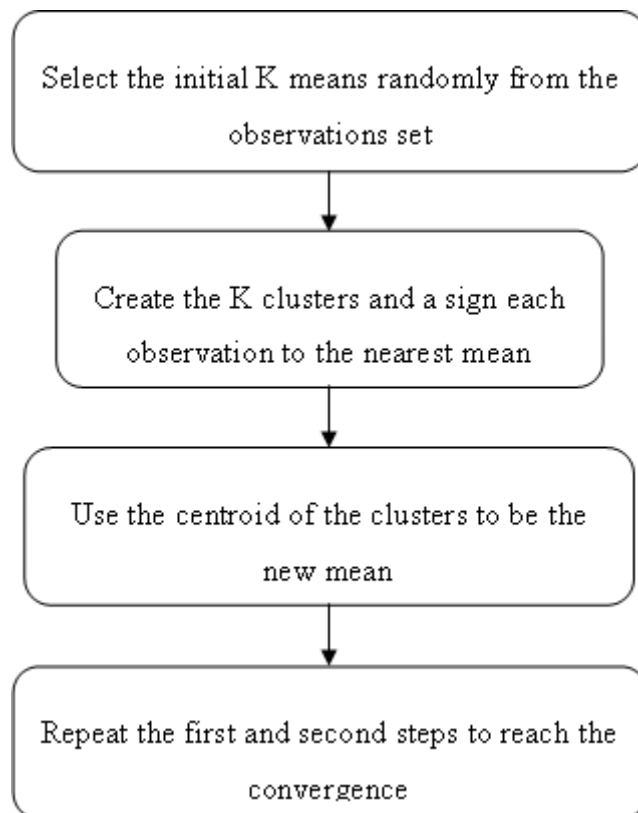 Select the initial K means randomly from the
observations set
Create the K clusters and a sign each
observation to the nearest mean
Use the centroid of the clusters to be the
new mean
Repeat the first and second steps to reach the
convergence